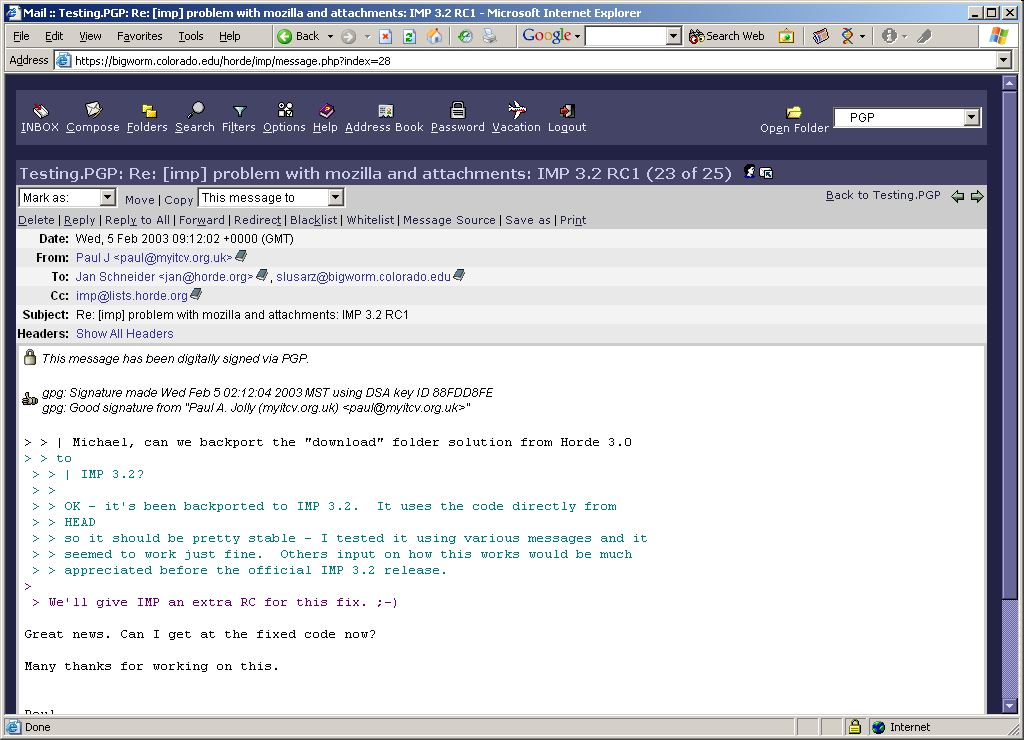 Mail :: Testing.PGP: Re: [imp] problem with mozilla and attachments: IMP 3.2 RC1 - Microsoft Internet Explorer
File Edit View Favorites Tools Help Back Google Search Web
Address https://bigworm.colorado.edu/horde/imp/message.php?index=28
INBOX Compose Folders Search Filters Options Help Address Book Password Vacation Logout Open Folder PGP
Testing.PGP: Re: [imp] problem with mozilla and attachments: IMP 3.2 RC1 (23 of 25)
Mark as: Move | Copy This message to Back to Testing.PGP
Delete | Reply | Reply to All | Forward | Redirect | Blacklist | Whitelist | Message Source | Save as | Print
Date: Wed, 5 Feb 2003 09:12:02 +0000 (GMT)
From: Paul J <paul@myitcv.org.uk>
To: Jan Schneider <jan@horde.org> , slusarz@bigworm.colorado.edu
Cc: imp@lists.horde.org
Subject: Re: [imp] problem with mozilla and attachments: IMP 3.2 RC1
Headers: Show All Headers
This message has been digitally signed via PGP.
gpg: Signature made Wed Feb 5 02:12:04 2003 MST using DSA key ID 88FDD8FE
gpg: Good signature from "Paul A. Jolly (myitcv.org.uk) <paul@myitcv.org.uk>"
> > | Michael, can we backport the "download" folder solution from Horde 3.0
> > to
> > | IMP 3.2?
> >
> > OK - it's been backported to IMP 3.2. It uses the code directly from
> > HEAD
> > so it should be pretty stable - I tested it using various messages and it
> > seemed to work just fine. Others input on how this works would be much
> > appreciated before the official IMP 3.2 release.
>
> We'll give IMP an extra RC for this fix. ;-)
Great news. Can I get at the fixed code now?
Many thanks for working on this.
Paul
Done Internet